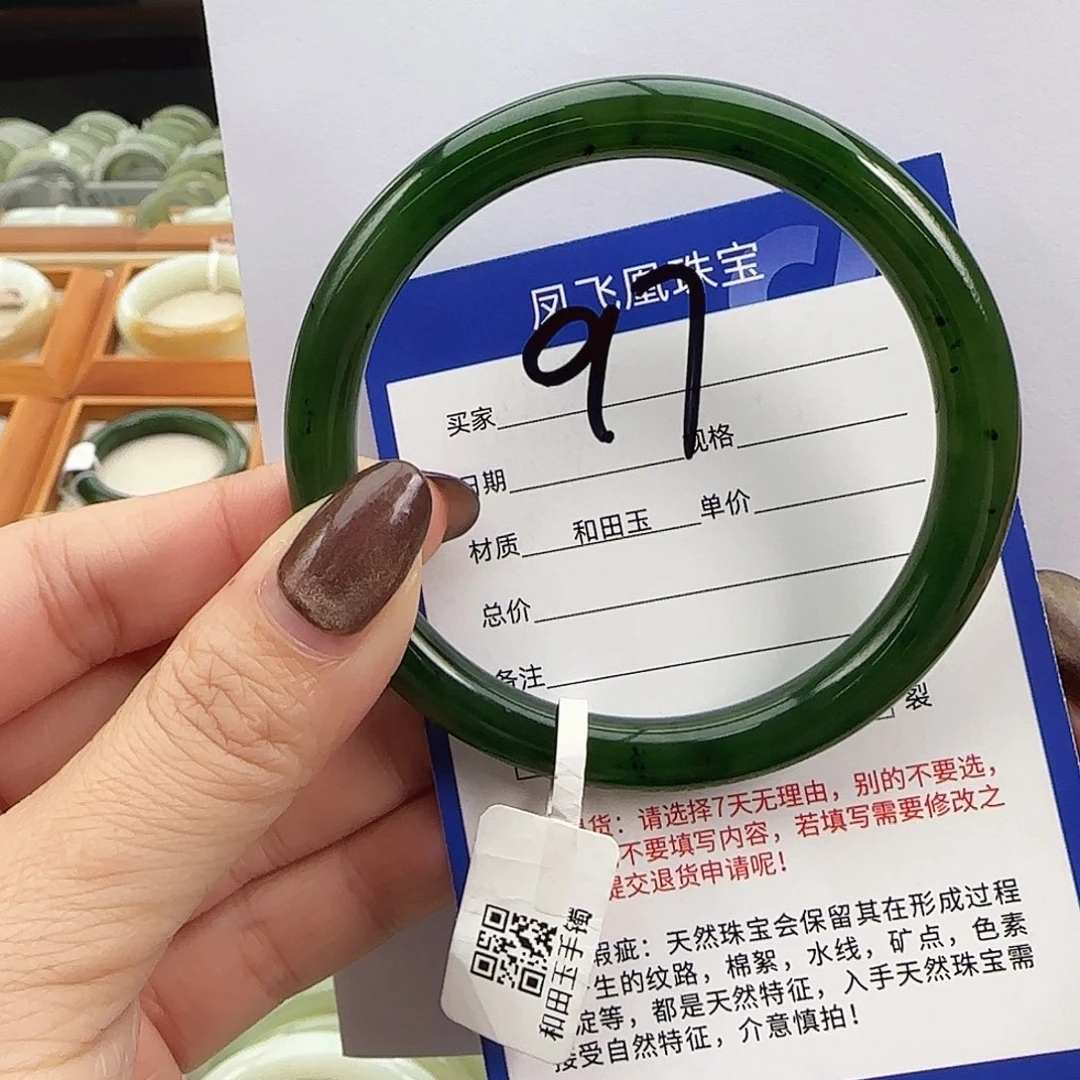 凤飞凰珠宝
97
买家
日期 规格
材质 和田玉 单价
总价
备注
裂
货：请选择7天无理由，别的不要选，
不要填写内容，若填写需要修改之
提交退货申请呢！
瑕疵：天然珠宝会保留其在形成过程
生的纹路，棉絮，水线，矿点，色素
淀等，都是天然特征，入手天然珠宝需
接受自然特征，介意慎拍！
和田玉手镯